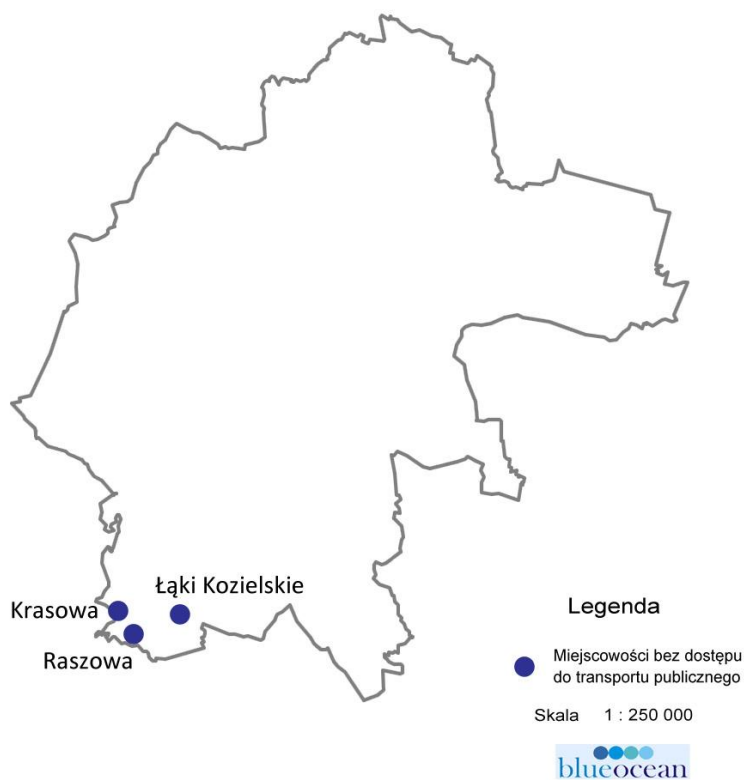 Łąki Kozielskie
Krasowa
Raszowa
Legenda
Miejscowości bez dostępu
do transportu publicznego
Skala 1 : 250 000
blueocean